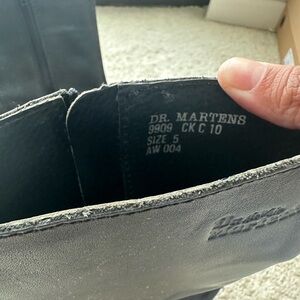 DR. MARTENS
9909 CK C 10
SIZE 5
AW 004